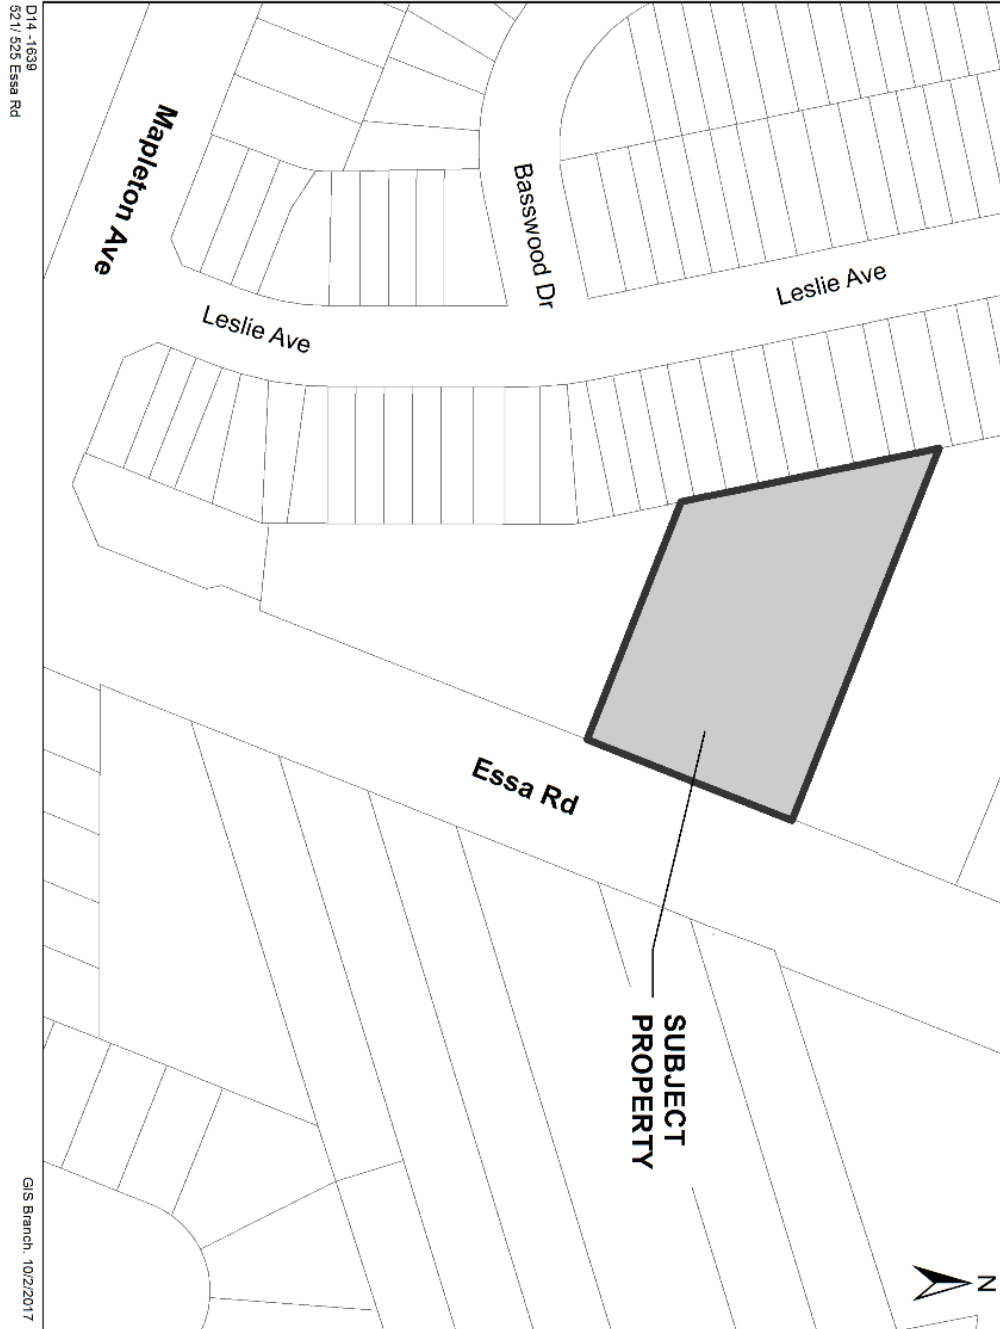 N
Leslie Ave
Basswood Dr
Mapleton Ave
Leslie Ave
Essa Rd
SUBJECT
PROPERTY
D14 -1639
521/ 525 Essa Rd
GIS Branch. 10/2/2017